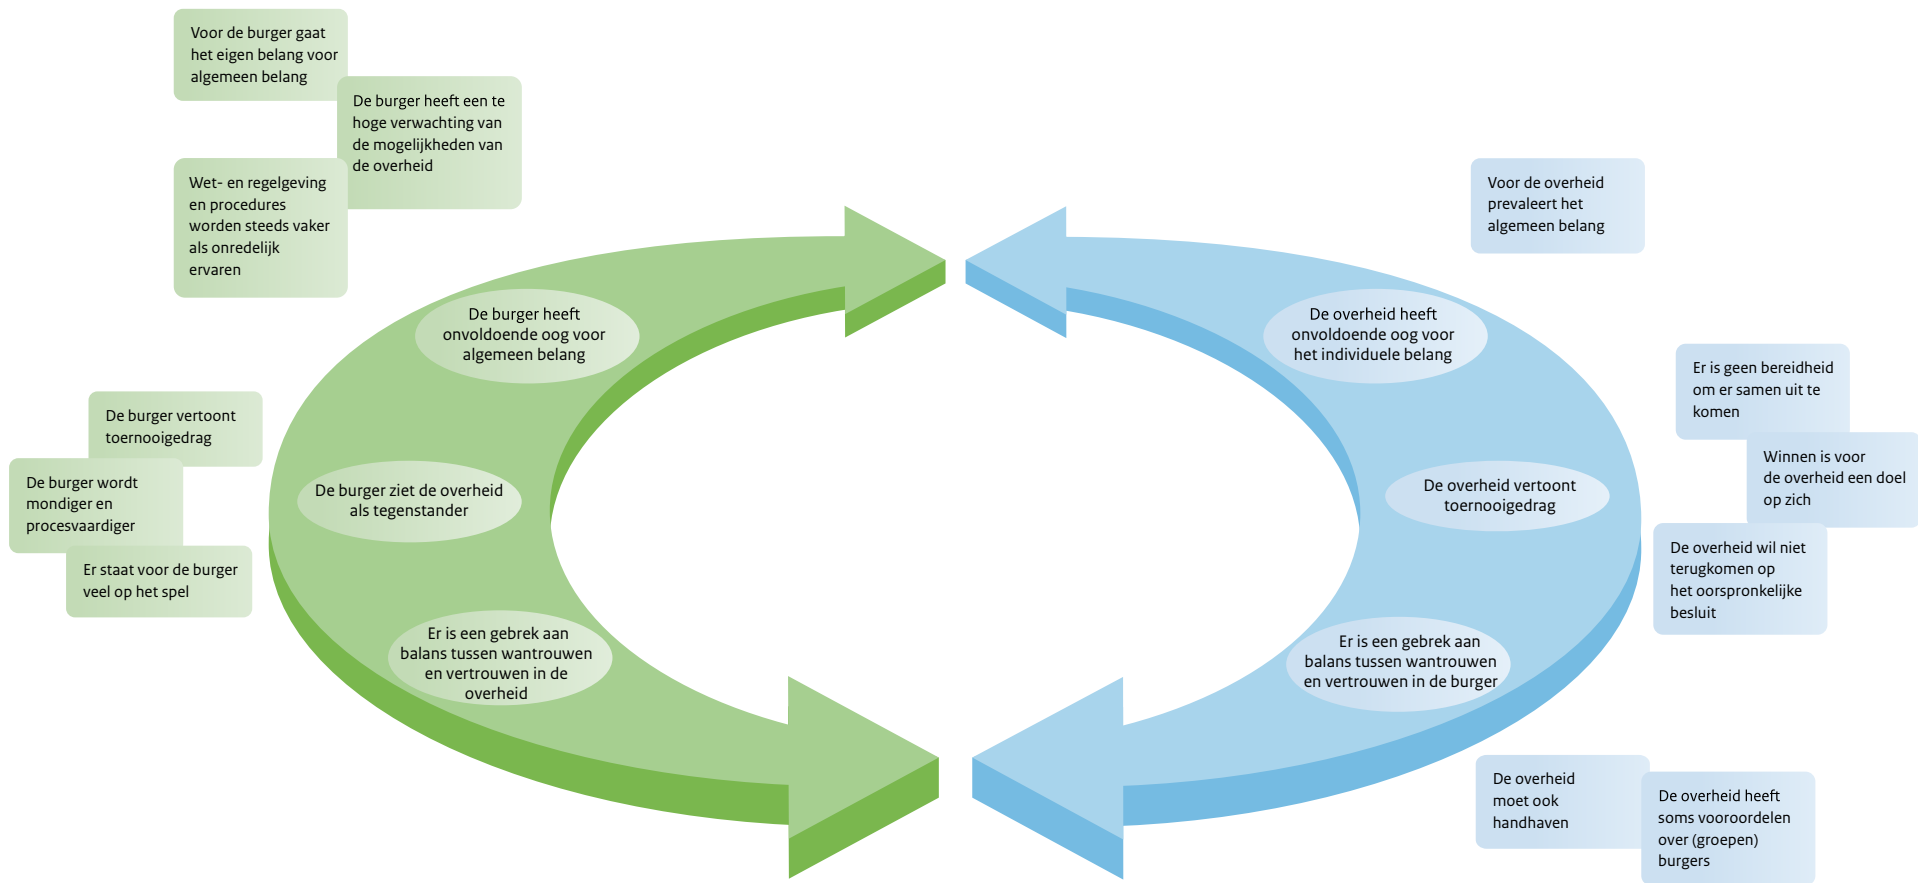 Voor de burger gaat
het eigen belang voor
algemeen belang
De burger heeft een te
hoge verwachting van
de mogelijkheden van
de overheid
Wet- en regelgeving
en procedures
worden steeds vaker
als onredelijk
ervaren
De burger heeft
onvoldoende oog voor
algemeen belang
De burger vertoont
toernooigedrag
De burger wordt
mondiger en
procesvaardiger
Er staat voor de burger
veel op het spel
De burger ziet de overheid
als tegenstander
Er is een gebrek aan
balans tussen wantrouwen
en vertrouwen in de
overheid
Voor de overheid
prevaleert het
algemeen belang
De overheid heeft
onvoldoende oog voor
het individuele belang
Er is geen bereidheid
om er samen uit te
komen
Winnen is voor
de overheid een doel
op zich
De overheid wil niet
terugkomen op
het oorspronkelijke
besluit
De overheid vertoont
toernooigedrag
Er is een gebrek aan
balans tussen wantrouwen
en vertrouwen in de burger
De overheid
moet ook
handhaven
De overheid heeft
soms vooroordelen
over (groepen)
burgers